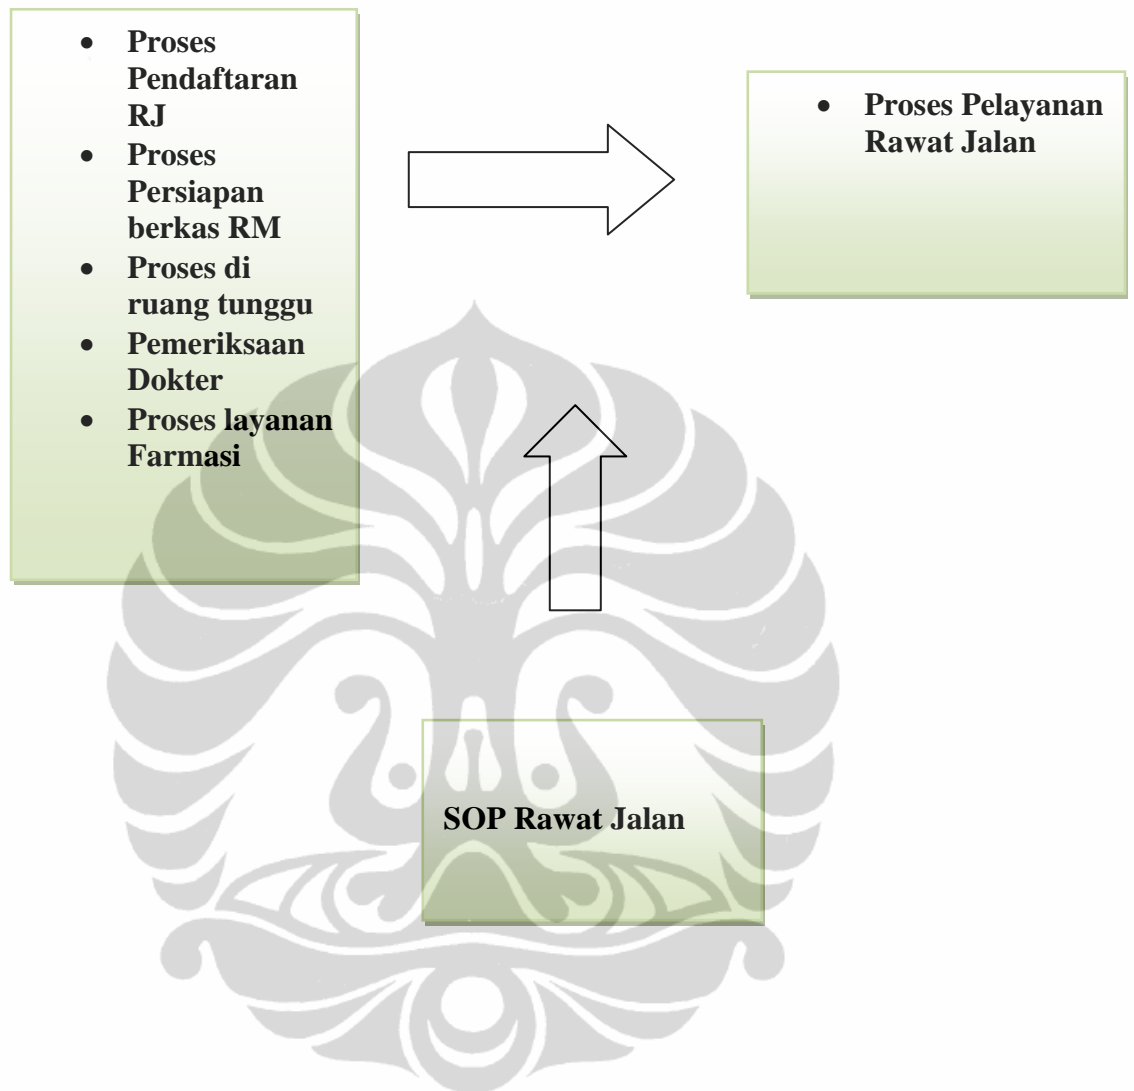 • Proses
Pendaftaran
RJ
• Proses
Persiapan
berkas RM
• Proses di
ruang tunggu
• Pemeriksaan
Dokter
• Proses layanan
Farmasi
• Proses Pelayanan
Rawat Jalan
SOP Rawat Jalan